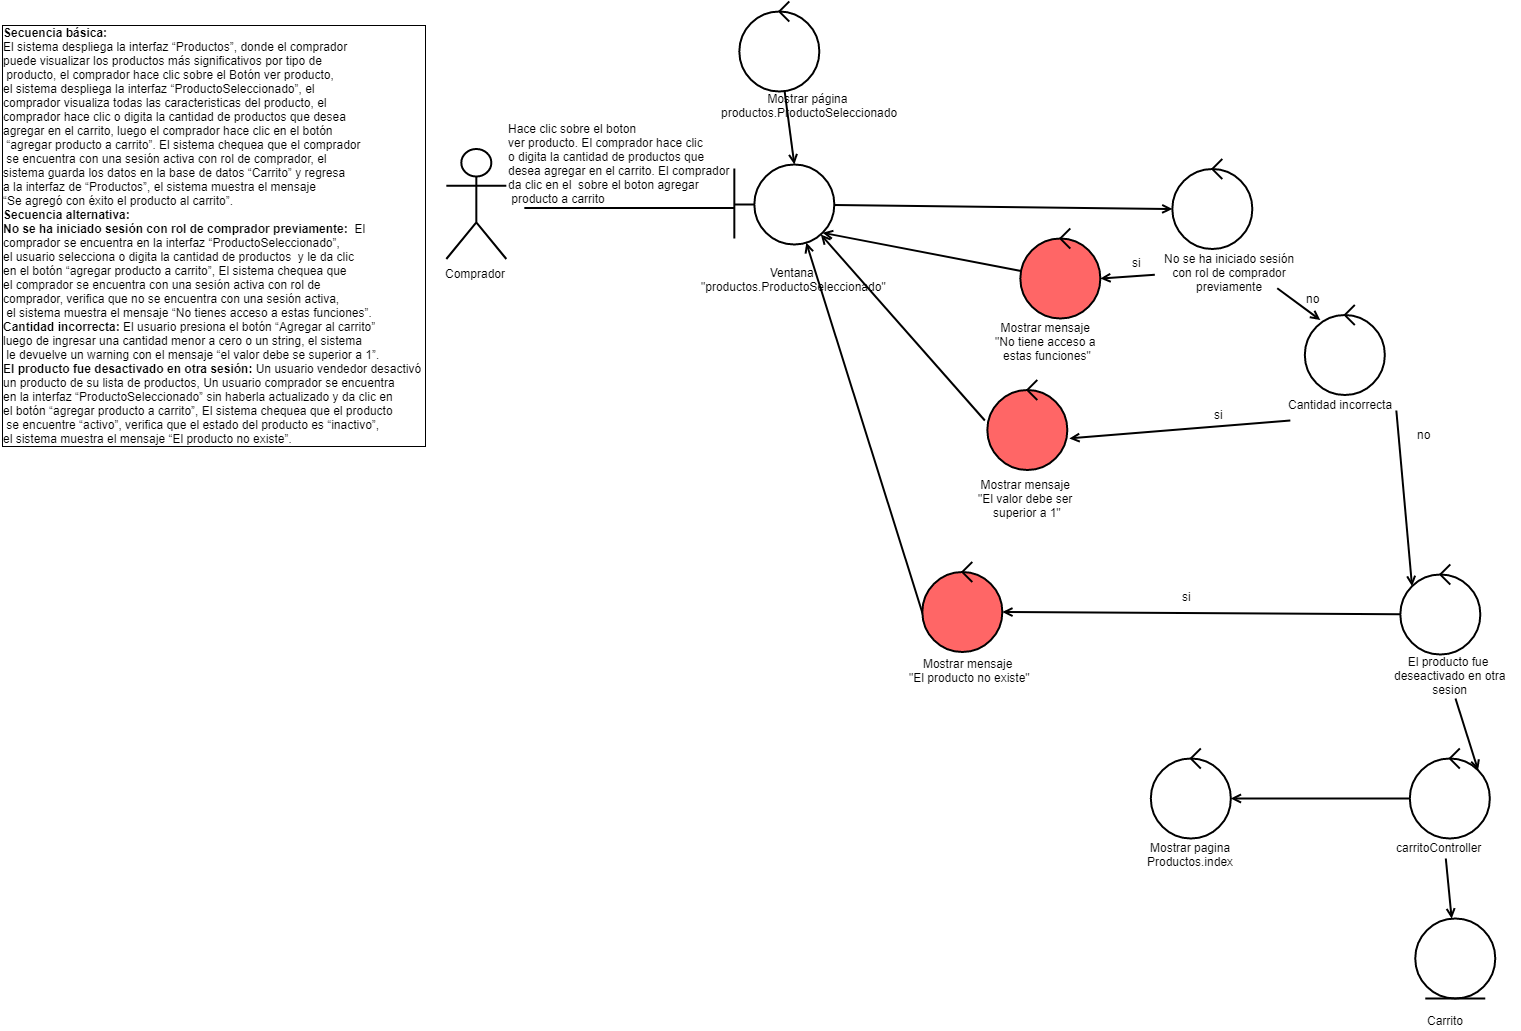 Secuencia básica:
El sistema despliega la interfaz “Productos”, donde el comprador
puede visualizar los productos más significativos por tipo de
producto, el comprador hace clic sobre el Botón ver producto,
el sistema despliega la interfaz “ProductoSeleccionado”, el
comprador visualiza todas las caracteristicas del producto, el
comprador hace clic o digita la cantidad de productos que desea
agregar en el carrito, luego el comprador hace clic en el botón
“agregar producto a carrito”. El sistema chequea que el comprador
se encuentra con una sesión activa con rol de comprador, el
sistema guarda los datos en la base de datos “Carrito” y regresa
a la interfaz de “Productos”, el sistema muestra el mensaje
“Se agregó con éxito el producto al carrito”.
Secuencia alternativa:
No se ha iniciado sesión con rol de comprador previamente: El
comprador se encuentra en la interfaz “ProductoSeleccionado”,
el usuario selecciona o digita la cantidad de productos y le da clic
en el botón “agregar producto a carrito”, El sistema chequea que
el comprador se encuentra con una sesión activa con rol de
comprador, verifica que no se encuentra con una sesión activa,
el sistema muestra el mensaje “No tienes acceso a estas funciones”.
Cantidad incorrecta: El usuario presiona el botón “Agregar al carrito”
luego de ingresar una cantidad menor a cero o un string, el sistema
le devuelve un warning con el mensaje “el valor debe se superior a 1”.
El producto fue desactivado en otra sesión: Un usuario vendedor desactivó
un producto de su lista de productos, Un usuario comprador se encuentra
en la interfaz “ProductoSeleccionado” sin haberla actualizado y da clic en
el botón “agregar producto a carrito”, El sistema chequea que el producto
se encuentre “activo”, verifica que el estado del producto es “inactivo”,
el sistema muestra el mensaje “El producto no existe”.
Comprador
Hace clic sobre el boton
ver producto. El comprador hace clic
o digita la cantidad de productos que
desea agregar en el carrito. El comprador
da clic en el sobre el boton agregar
producto a carrito
Mostrar página
productos.ProductoSeleccionado
Ventana
"productos.ProductoSeleccionado"
No se ha iniciado sesión
con rol de comprador
previamente
si
no
Mostrar mensaje
"No tiene acceso a
estas funciones"
Cantidad incorrecta
si
no
Mostrar mensaje
"El valor debe ser
superior a 1"
si
Mostrar mensaje
"El producto no existe"
El producto fue
deseactivado en otra
sesion
Mostrar pagina
Productos.index
carritoController
Carrito